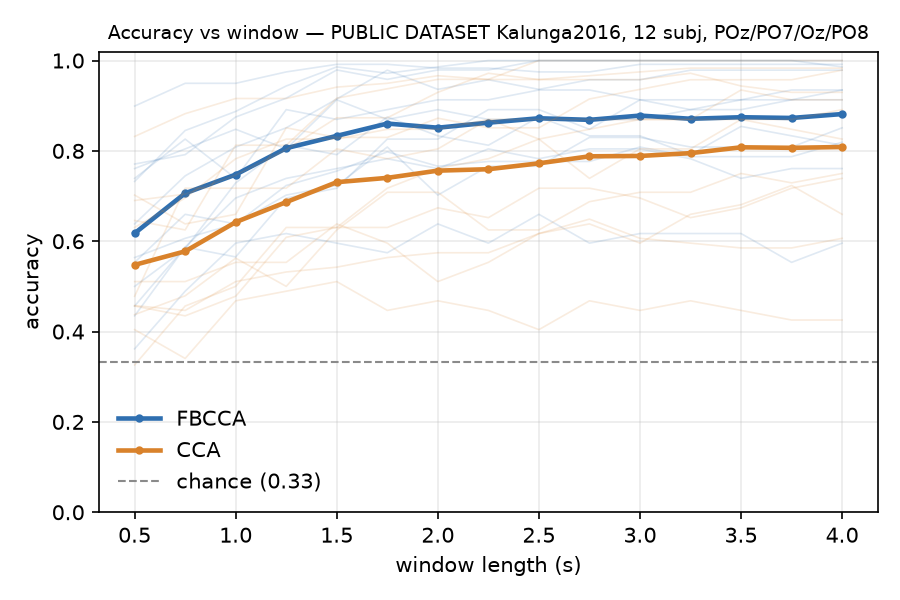 Accuracy vs window — PUBLIC DATASET Kalunga2016, 12 subj, POz/PO7/Oz/PO8
accuracy
1.0
0.8
0.6
0.4
0.2
0.0
FBCCA
CCA
chance (0.33)
0.5 1.0 1.5 2.0 2.5 3.0 3.5 4.0
window length (s)